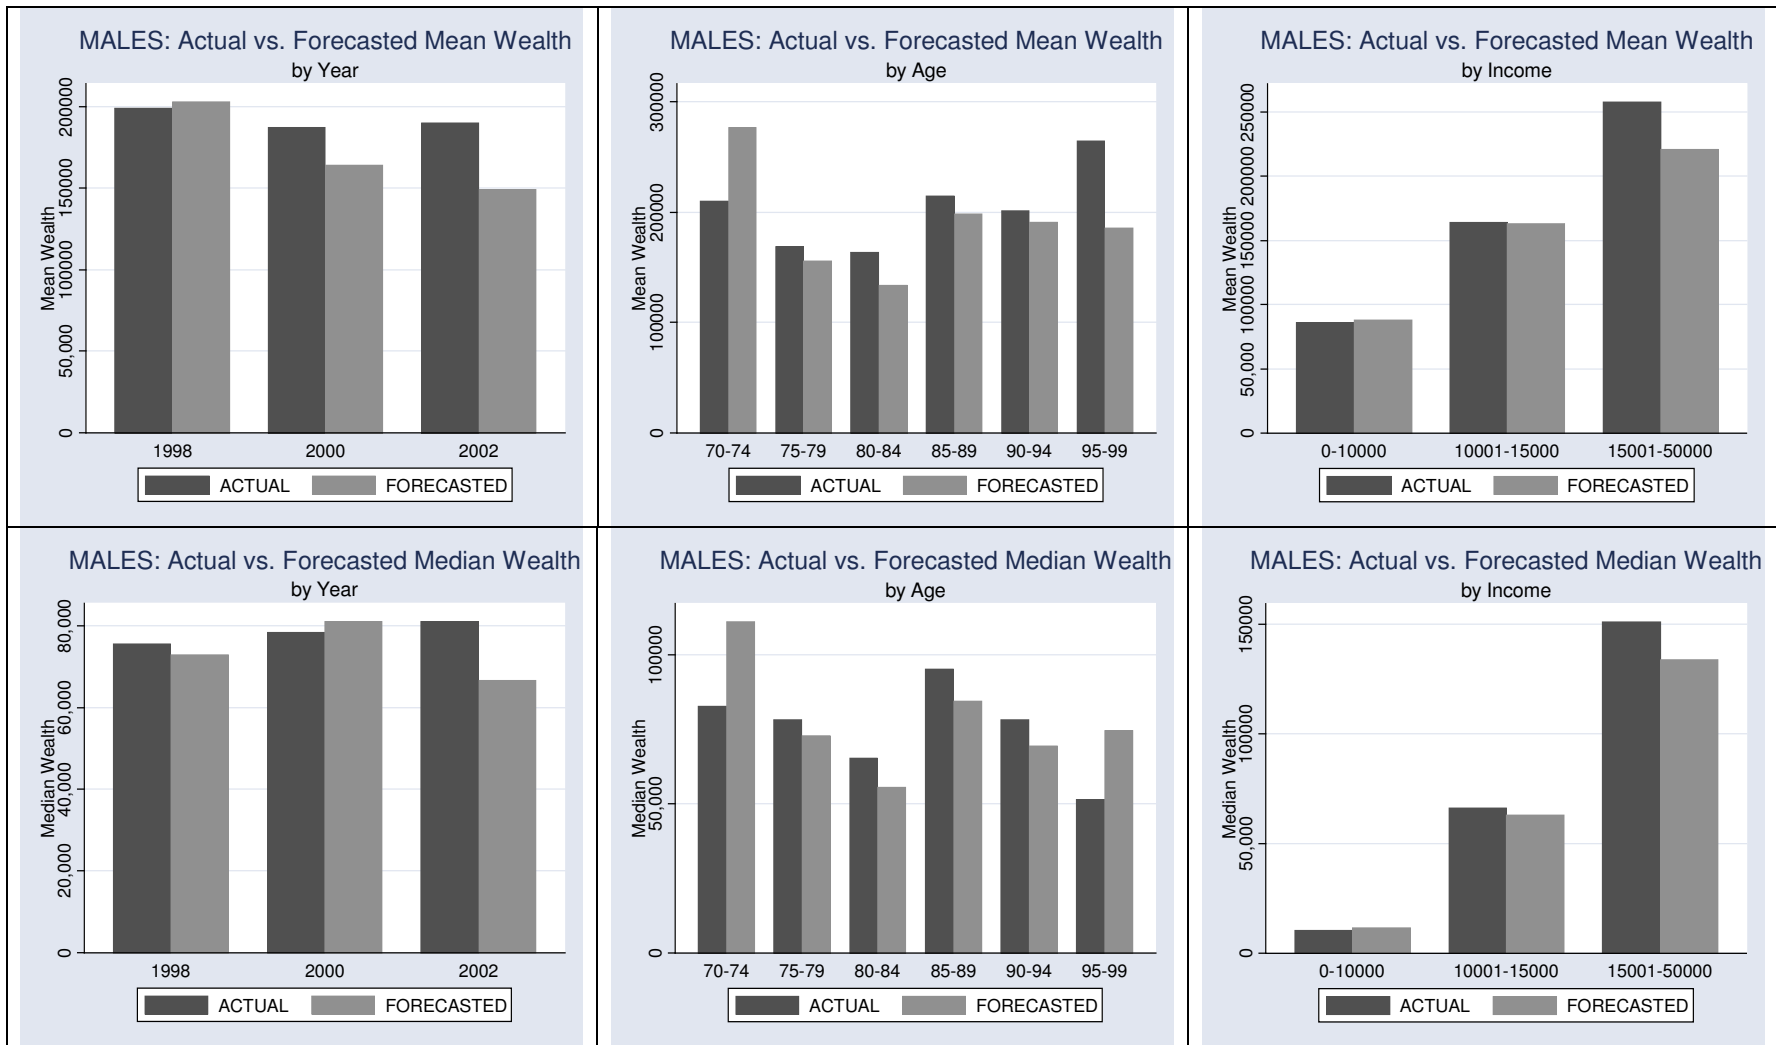 MALES: Actual vs. Forecasted Mean Wealth
by Year
Mean Wealth
0
50,000
100000
150000
200000
1998 2000 2002
ACTUAL FORECASTED
MALES: Actual vs. Forecasted Mean Wealth
by Age
Mean Wealth
0
100000
200000
300000
70-74 75-79 80-84 85-89 90-94 95-99
ACTUAL FORECASTED
MALES: Actual vs. Forecasted Mean Wealth
by Income
Mean Wealth
0
50,000
100000
150000
200000
250000
0-10000 10001-15000 15001-50000
ACTUAL FORECASTED
MALES: Actual vs. Forecasted Median Wealth
by Year
Median Wealth
0
20,000
40,000
60,000
80,000
1998 2000 2002
ACTUAL FORECASTED
MALES: Actual vs. Forecasted Median Wealth
by Age
Median Wealth
0
50,000
100000
70-74 75-79 80-84 85-89 90-94 95-99
ACTUAL FORECASTED
MALES: Actual vs. Forecasted Median Wealth
by Income
Median Wealth
0
50,000
100000
150000
0-10000 10001-15000 15001-50000
ACTUAL FORECASTED